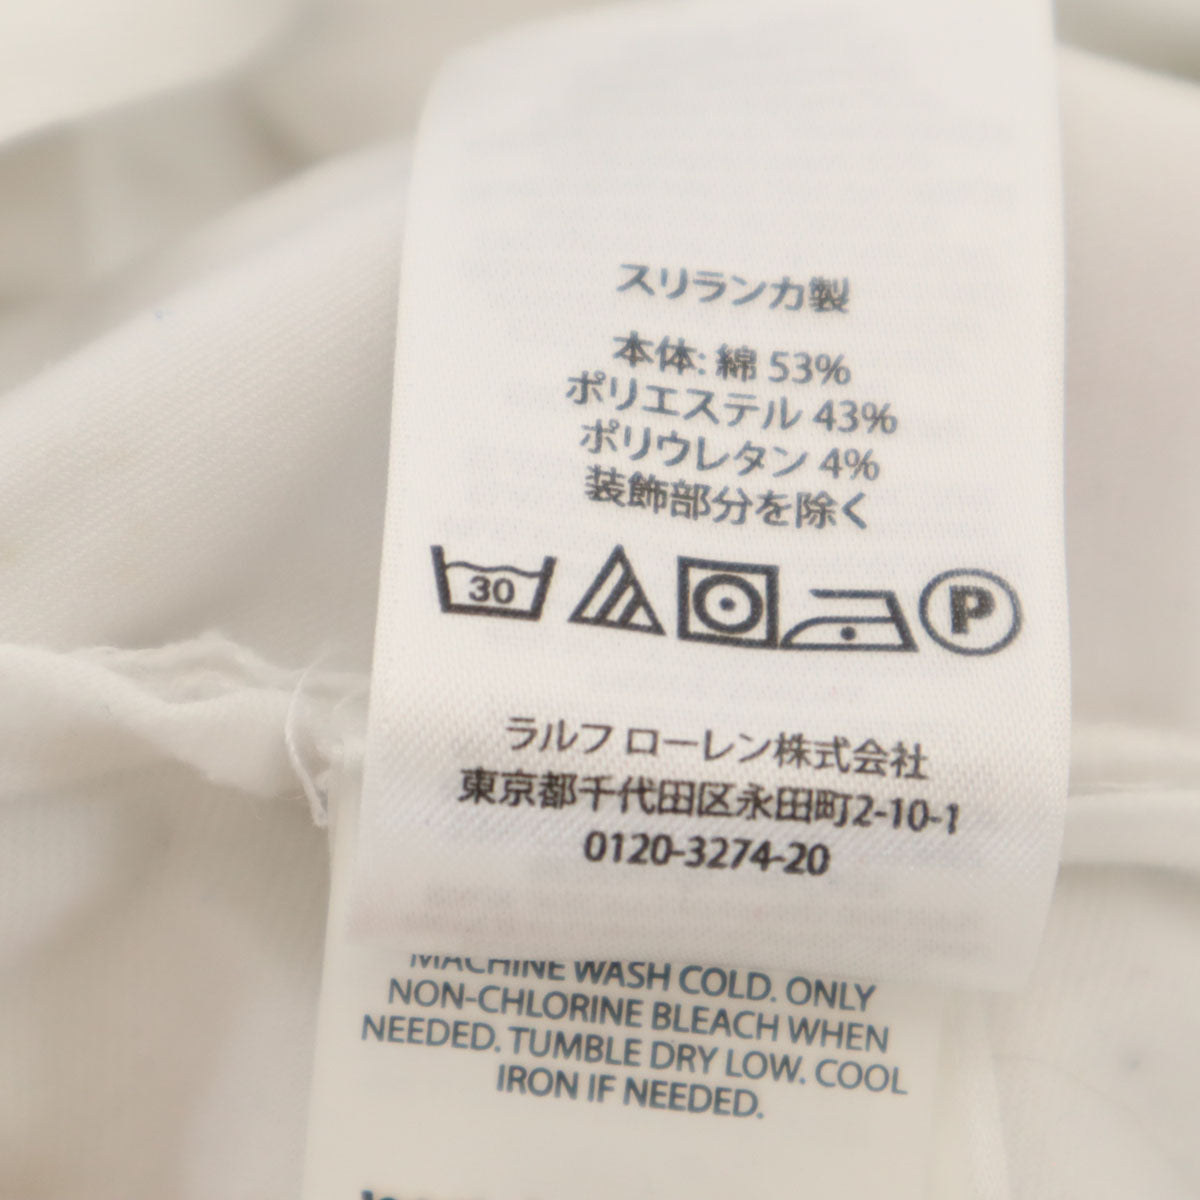 スリランカ製
本体: 綿 53%
ポリエステル 43%
ポリウレタン 4%
装飾部分を除く
30
P
ラルフ ローレン株式会社
東京都千代田区永田町2-10-1
0120-3274-20
MACHINE WASH COLD. ONLY
NON-CHLORINE BLEACH WHEN
NEEDED. TUMBLE DRY LOW. COOL
IRON IF NEEDED.